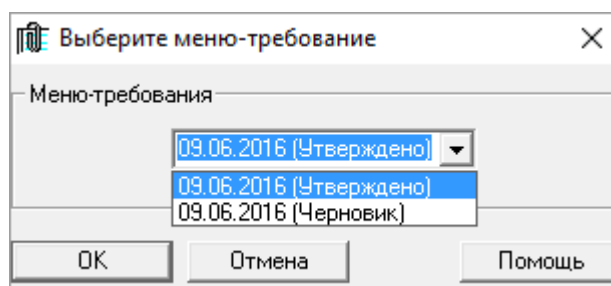 Выберите меню-требование
Меню-требования
09.06.2016 (Утверждено)
09.06.2016 (Утверждено)
09.06.2016 (Черновик)
ОК Отмена Помощь